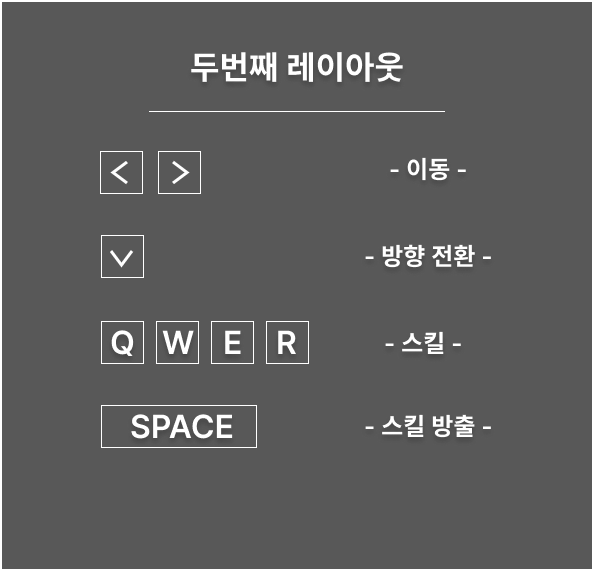 두번째 레이아웃
< > - 이동 -
∨ - 방향 전환 -
Q W E R - 스킬 -
SPACE - 스킬 방출 -